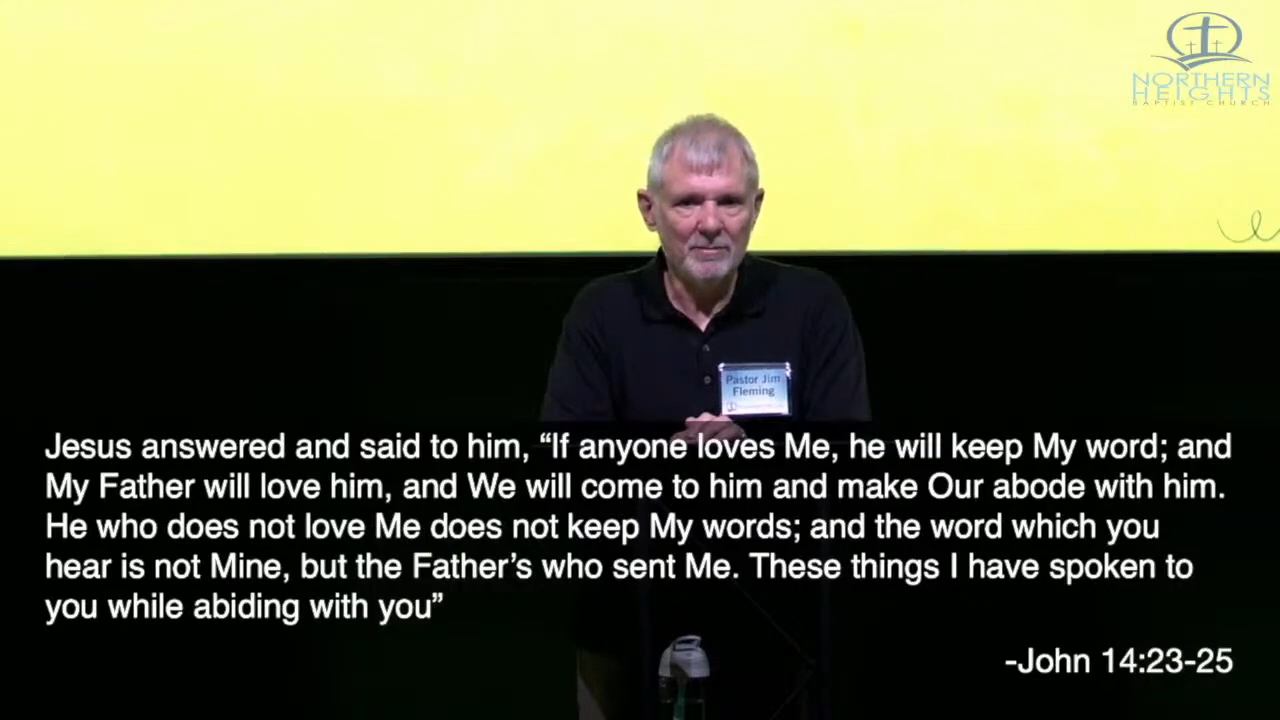 NORTHERN
HEIGHTS
BAPTIST CHURCH
Pastor Jim
Fleming
Jesus answered and said to him, “If anyone loves Me, he will keep My word; and
My Father will love him, and We will come to him and make Our abode with him.
He who does not love Me does not keep My words; and the word which you
hear is not Mine, but the Father’s who sent Me. These things I have spoken to
you while abiding with you”
-John 14:23-25